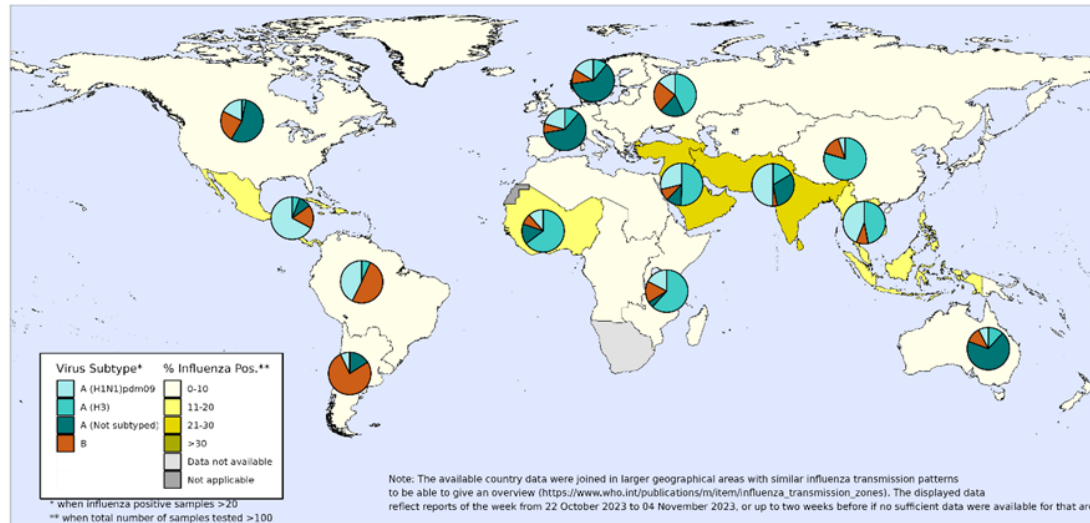 Virus Subtype*
A (H1N1)pdm09
A (H3)
A (Not subtyped)
B
% Influenza Pos.**
0-10
11-20
21-30
>30
Data not available
Not applicable
* when influenza positive samples >20
** when total number of samples tested >100
Note: The available country data were joined in larger geographical areas with similar influenza transmission patterns
to be able to give an overview (https://www.who.int/publications/m/item/influenza_transmission_zones). The displayed data
reflect reports of the week from 22 October 2023 to 04 November 2023, or up to two weeks before if no sufficient data were available for that